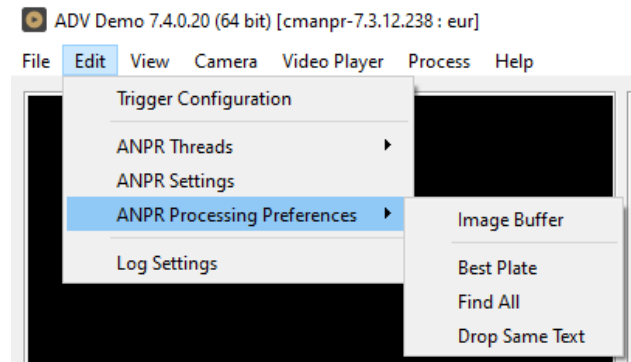 ADV Demo 7.4.0.20 (64 bit) [cmanpr-7.3.12.238 : eur]
File Edit View Camera Video Player Process Help
Trigger Configuration
ANPR Threads
ANPR Settings
ANPR Processing Preferences
Log Settings
Image Buffer
Best Plate
Find All
Drop Same Text